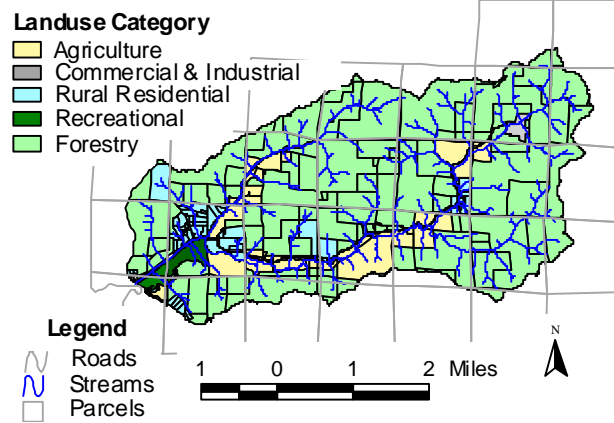 Landuse Category
Agriculture
Commercial & Industrial
Rural Residential
Recreational
Forestry
Legend
Roads
Streams
Parcels
N
1 0 1 2 Miles